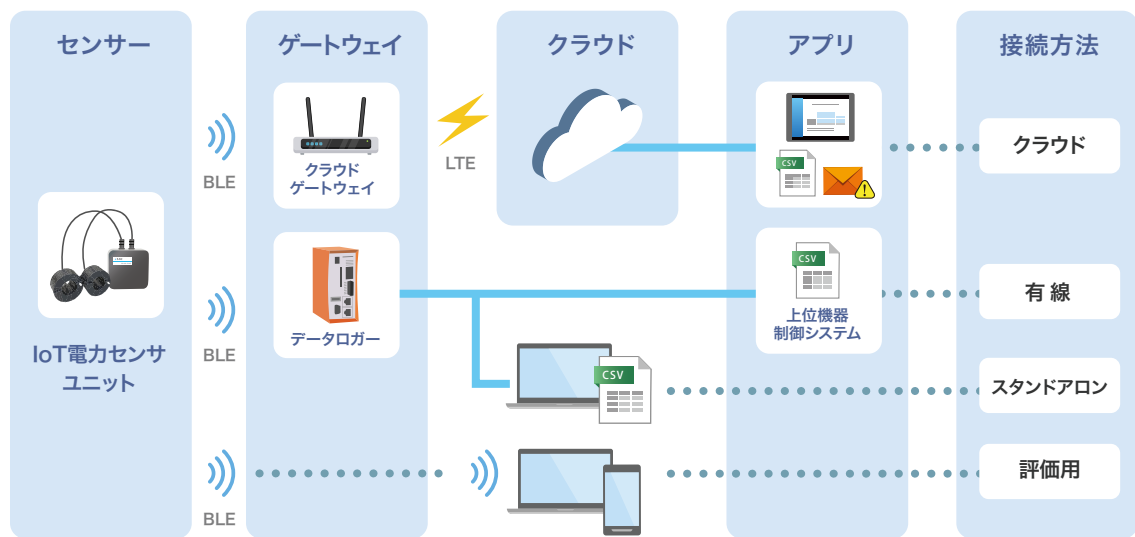 センサー
ゲートウェイ
クラウド
アプリ
接続方法
BLE
クラウド
ゲートウェイ
LTE
CSV
クラウド
IoT電力センサ
ユニット
BLE
データロガー
CSV
上位機器
制御システム
有線
CSV
スタンドアロン
BLE
評価用